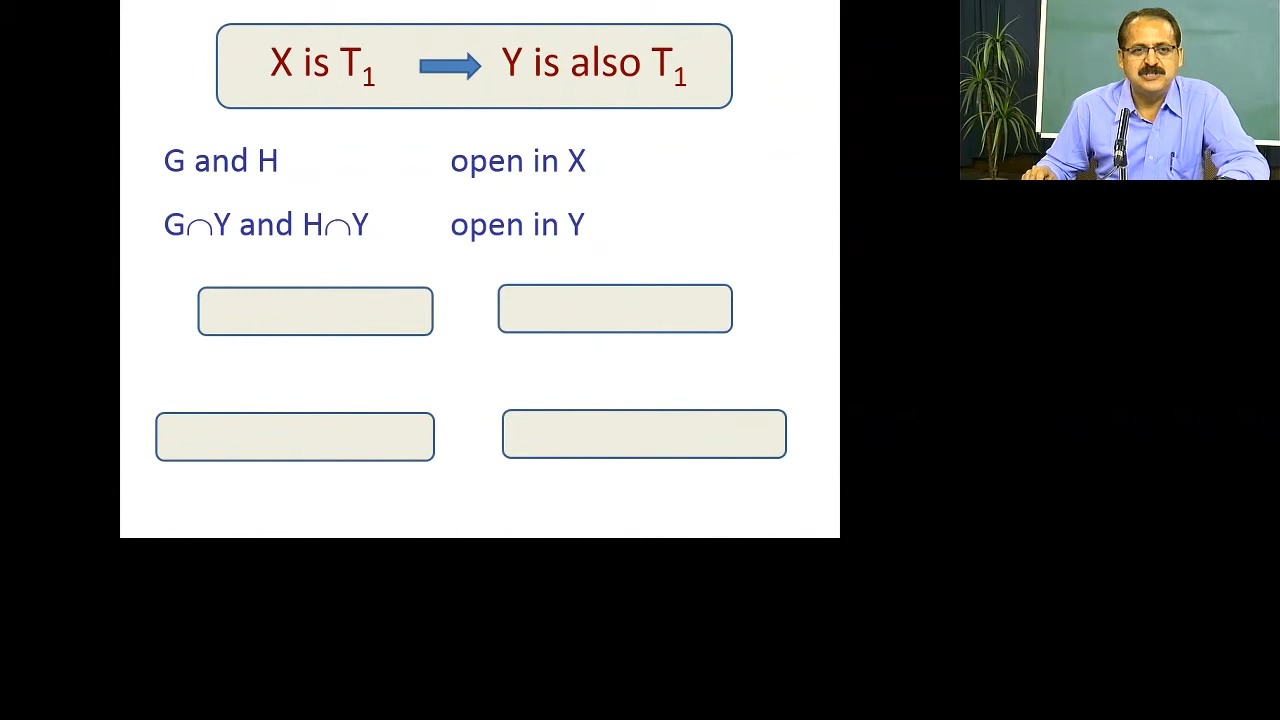 X is T₁ Y is also T₁
G and H open in X
G∩Y and H∩Y open in Y